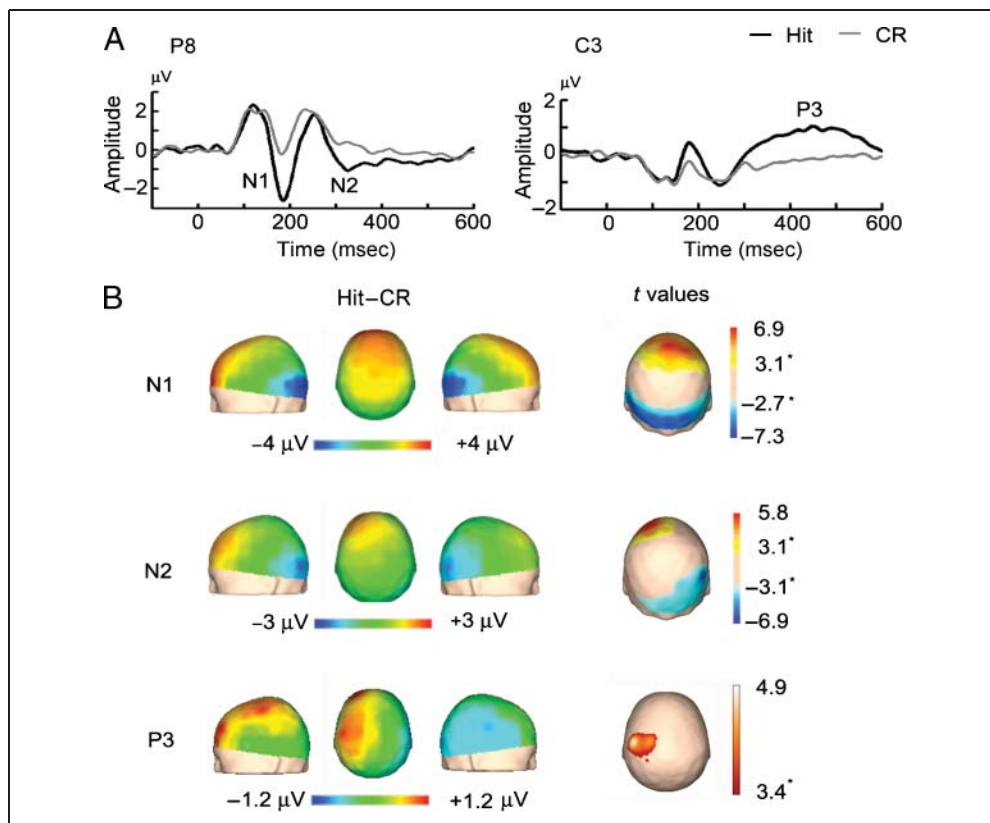 A
P8
C3
Hit
CR
μV
μV
Amplitude
2
0
−2
N1
N2
0
200
400
600
Time (msec)
Amplitude
2
0
−2
P3
0
200
400
600
Time (msec)
B
Hit–CR
t values
N1
−4 μV
+4 μV
6.9
3.1*
−2.7*
−7.3
N2
−3 μV
+3 μV
5.8
3.1*
−3.1*
−6.9
P3
−1.2 μV
+1.2 μV
4.9
3.4*